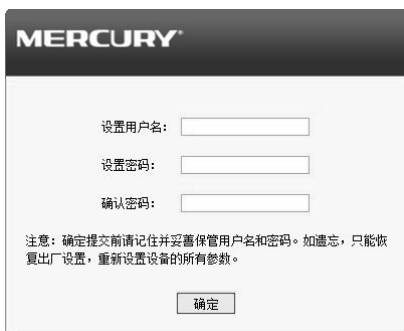 MERCURY®
设置用户名：
设置密码：
确认密码：
注意：确定提交前请记住并妥善保管用户名和密码。如遗忘，只能恢
复出厂设置，重新设置设备的所有参数。
确定